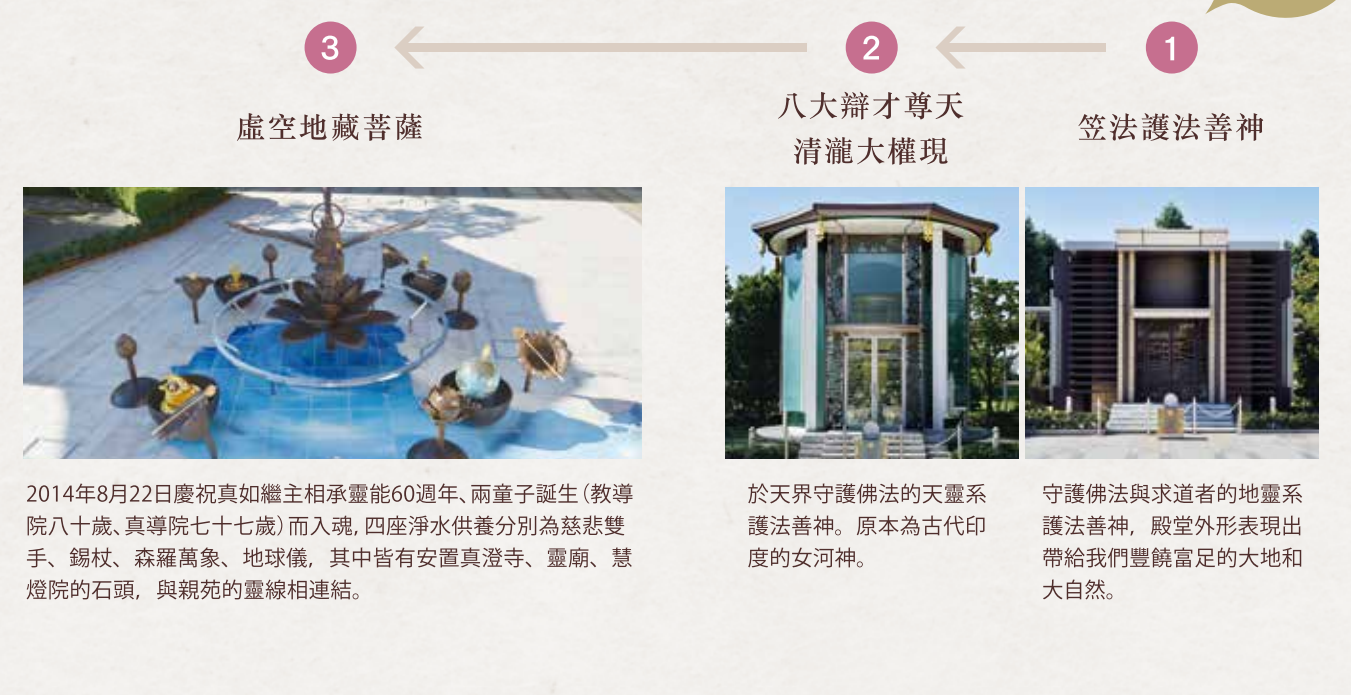 1
笠法護法善神
守護佛法與求道者的地靈系
護法善神，殿堂外形表現出
帶給我們豐饒富足的大地和
大自然。
2
八大辯才尊天
清瀧大權現
於天界守護佛法的天靈系
護法善神。原本為古代印
度的女河神。
3
虛空地藏菩薩
2014年8月22日慶祝真如繼主相承靈能60週年、兩童子誕生（教導
院八十歲、真導院七十七歲）而入魂，四座淨水供養分別為慈悲雙
手、錫杖、森羅萬象、地球儀，其中皆有安置真澄寺、靈廟、慧
燈院的石頭，與親苑的靈線相連結。